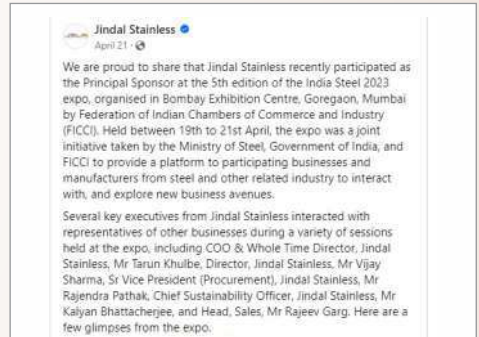 Jindal Stainless
April 21 ·
We are proud to share that Jindal Stainless recently participated as
the Principal Sponsor at the 5th edition of the India Steel 2023
expo, organised in Bombay Exhibition Centre, Goregaon, Mumbai
by Federation of Indian Chambers of Commerce and Industry
(FICCI). Held between 19th to 21st April, the expo was a joint
initiative taken by the Ministry of Steel, Government of India, and
FICCI to provide a platform to participating businesses and
manufacturers from steel and other related industry to interact
with, and explore new business avenues.
Several key executives from Jindal Stainless interacted with
representatives of other businesses during a variety of sessions
held at the expo, including COO & Whole Time Director, Jindal
Stainless, Mr Tarun Khulbe, Director, Jindal Stainless, Mr Vijay
Sharma, Sr Vice President (Procurement), Jindal Stainless, Mr
Rajendra Pathak, Chief Sustainability Officer, Jindal Stainless, Mr
Kalyan Bhattacherjee, and Head, Sales, Mr Rajeev Garg. Here are a
few glimpses from the expo.